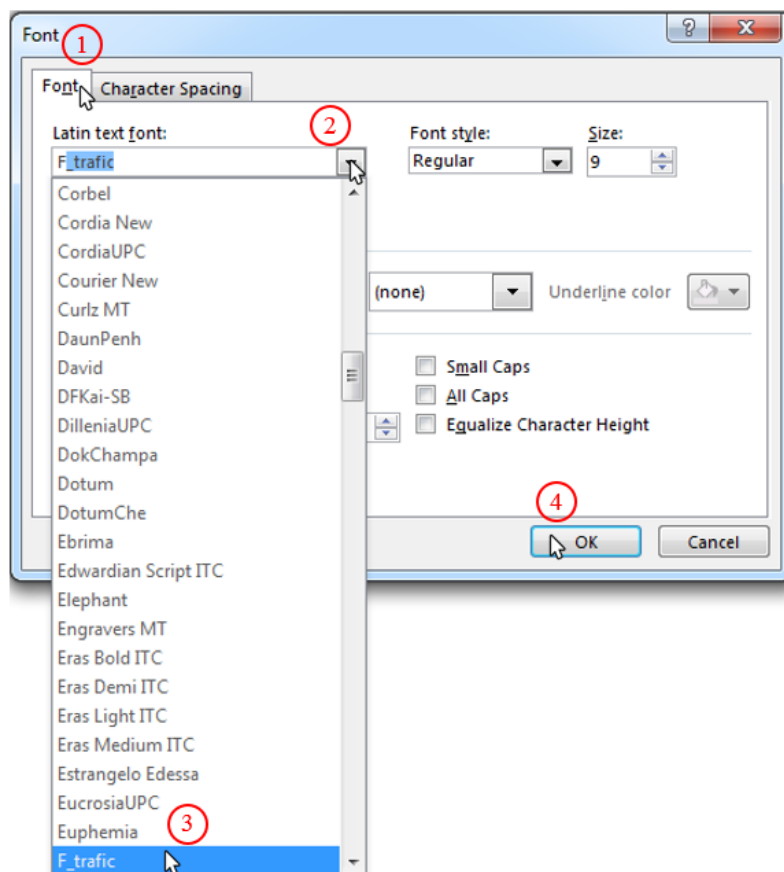 Font
1
?
X
Font
Character Spacing
Latin text font:
2
Font style:
Size:
F_trafic
Regular
9
Corbel
Cordia New
CordiaUPC
Courier New
(none)
Underline color
Curlz MT
DaunPenh
David
Small Caps
DFKai-SB
All Caps
DilleniaUPC
Equalize Character Height
DokChampa
Dotum
4
DotumChe
Ebrima
OK
Cancel
Edwardian Script ITC
Elephant
Engravers MT
Eras Bold ITC
Eras Demi ITC
Eras Light ITC
Eras Medium ITC
Estrangelo Edessa
EucrosiaUPC
3
Euphemia
F_trafic